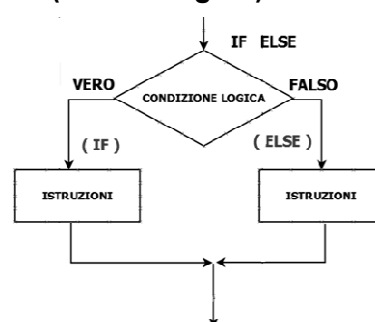 IF ELSE
VERO
FALSO
CONDIZIONE LOGICA
( IF )
( ELSE )
ISTRUZIONI
ISTRUZIONI